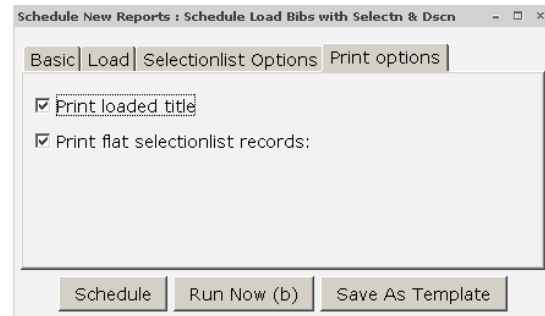 Schedule New Reports : Schedule Load Bibs with Selectn & Dscn
Basic Load Selectionlist Options Print options
Print loaded title
Print flat selectionlist records:
Schedule Run Now (b) Save As Template